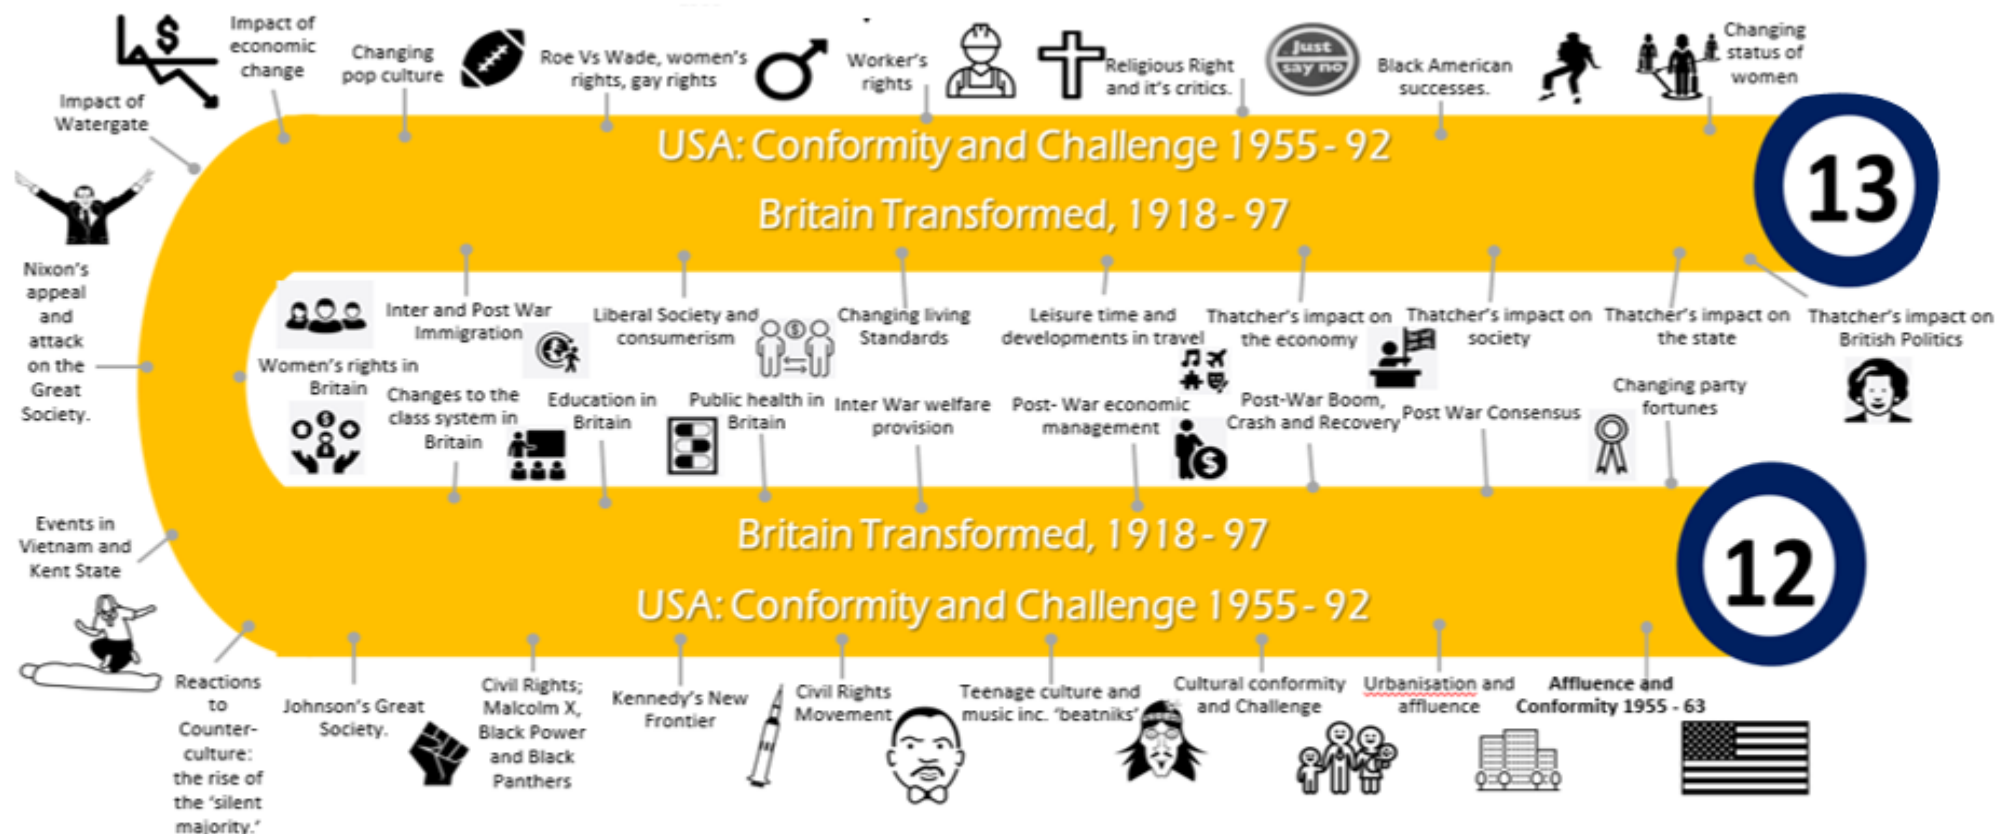 Impact of
economic
change
Changing
pop culture
Roe Vs Wade, women's
rights, gay rights
Worker's
rights
Religious Right
and it's critics.
Just
say no
Black American
successes.
Changing
status of
women
Impact of
Watergate
USA: Conformity and Challenge 1955 - 92
Britain Transformed, 1918 - 97
13
Nixon's
appeal
and
attack
on the
Great
Society.
Women's rights in
Britain
Inter and Post War
Immigration
Liberal Society and
consumerism
Changing living
Standards
Leisure time and
developments in travel
Thatcher's impact on
the economy
Thatcher's impact on
society
Thatcher's impact on
the state
Thatcher's impact on
British Politics
Changes to the
class system in
Britain
Education in
Britain
Public health in
Britain
Inter War welfare
provision
Post- War economic
management
Post-War Boom,
Crash and Recovery
Post War Consensus
Changing party
fortunes
Britain Transformed, 1918 - 97
USA: Conformity and Challenge 1955 - 92
12
Events in
Vietnam and
Kent State
Reactions
to
Counter-
culture:
the rise of
the 'silent
majority.'
Johnson's Great
Society.
Civil Rights;
Malcolm X,
Black Power
and Black
Panthers
Kennedy's New
Frontier
Civil Rights
Movement
Teenage culture and
music inc. 'beatniks'
Cultural conformity
and Challenge
Urbanisation and
affluence
Affluence and
Conformity 1955 - 63